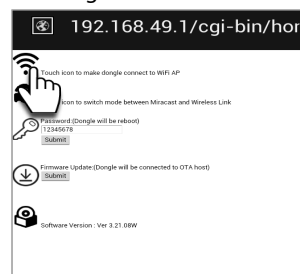 192.168.49.1/cgi-bin/hor
Touch icon to make dongle connect to WiFi AP
icon to switch mode between Miracast and Wireless Link
Password:(Dongle will be reboot)
12345678
Submit
Firmware Update:(Dongle will be connected to OTA host)
Submit
Software Version : Ver 3.21.08W